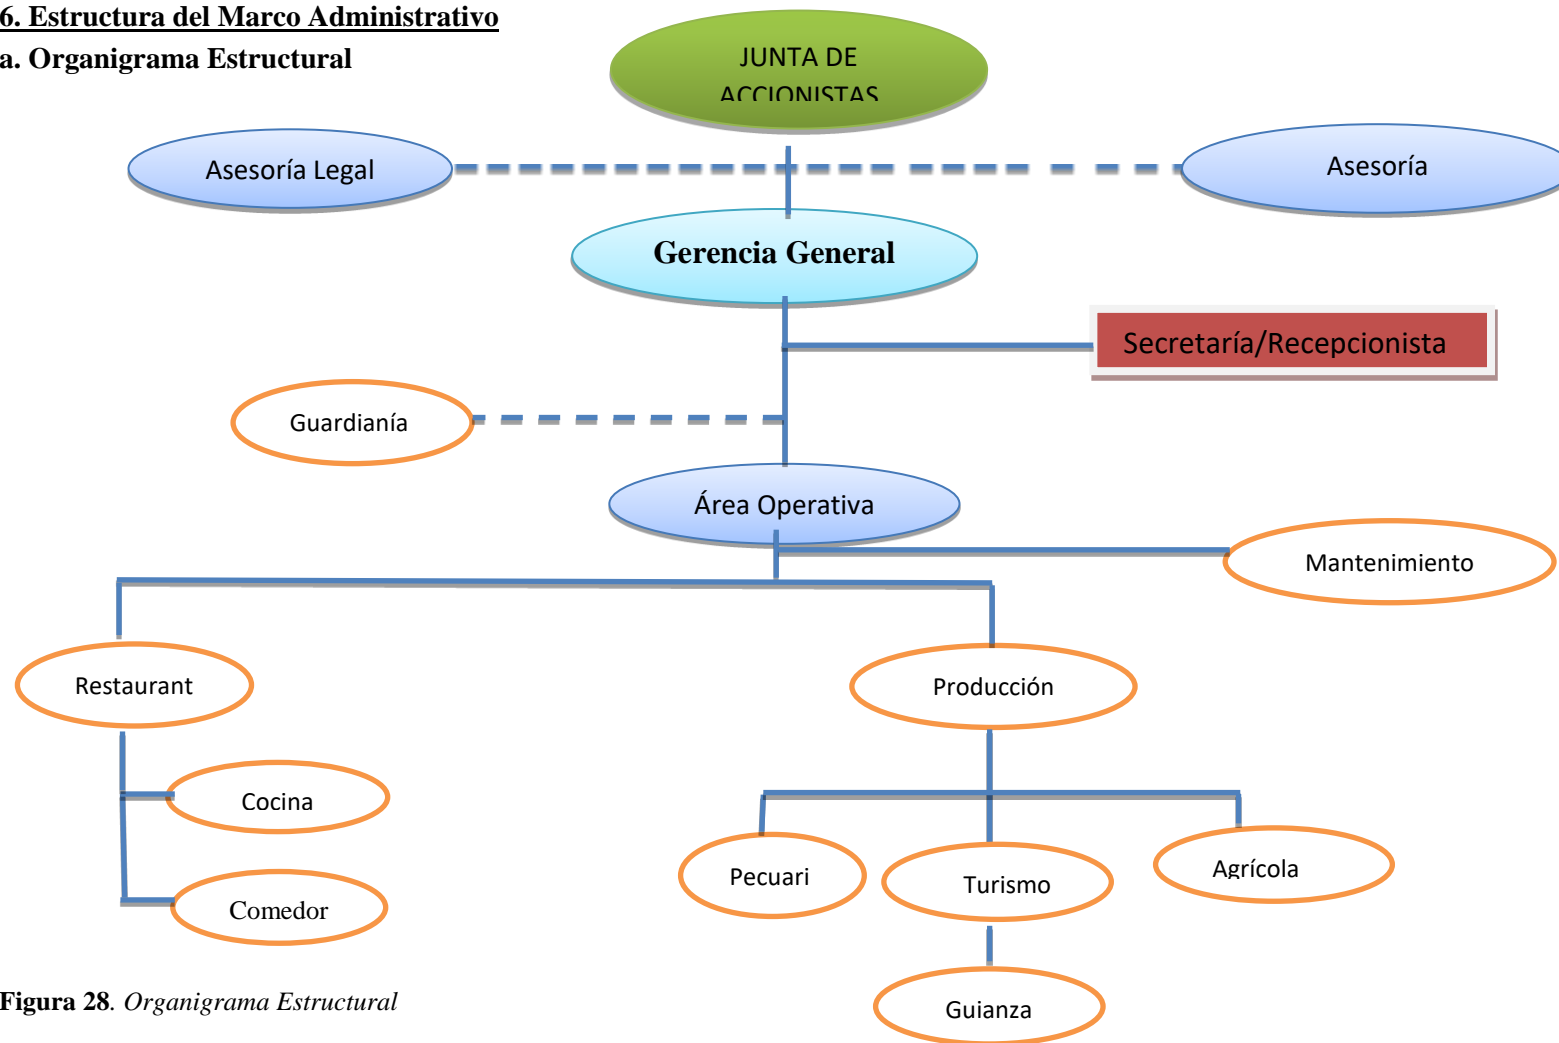 6. Estructura del Marco Administrativo
a. Organigrama Estructural
JUNTA DE
ACCIONISTAS
Asesoría Legal
Asesoría
Gerencia General
Secretaría/Recepcionista
Guardianía
Área Operativa
Mantenimiento
Restaurant
Producción
Cocina
Comedor
Pecuari
Turismo
Agrícola
Guianza
Figura 28. Organigrama Estructural